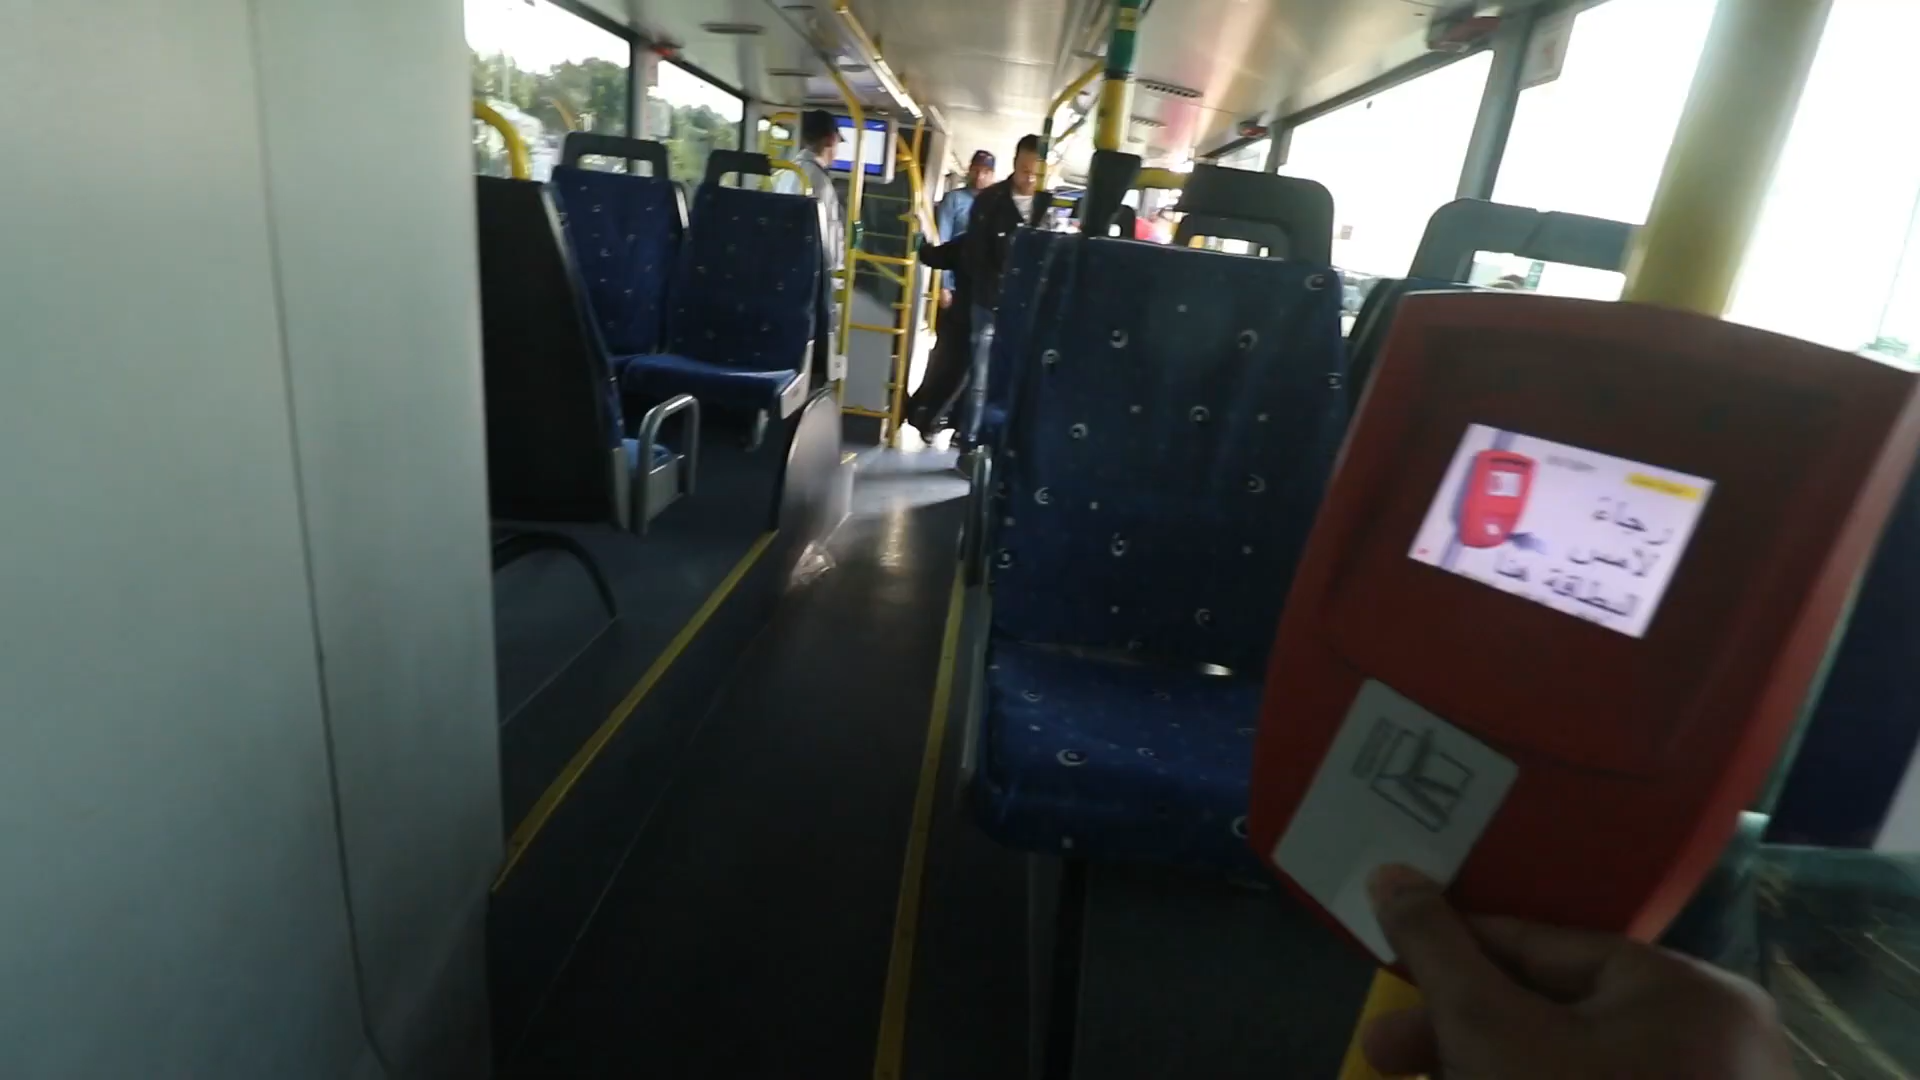 رجاءً
لامس
البطاقة هنا